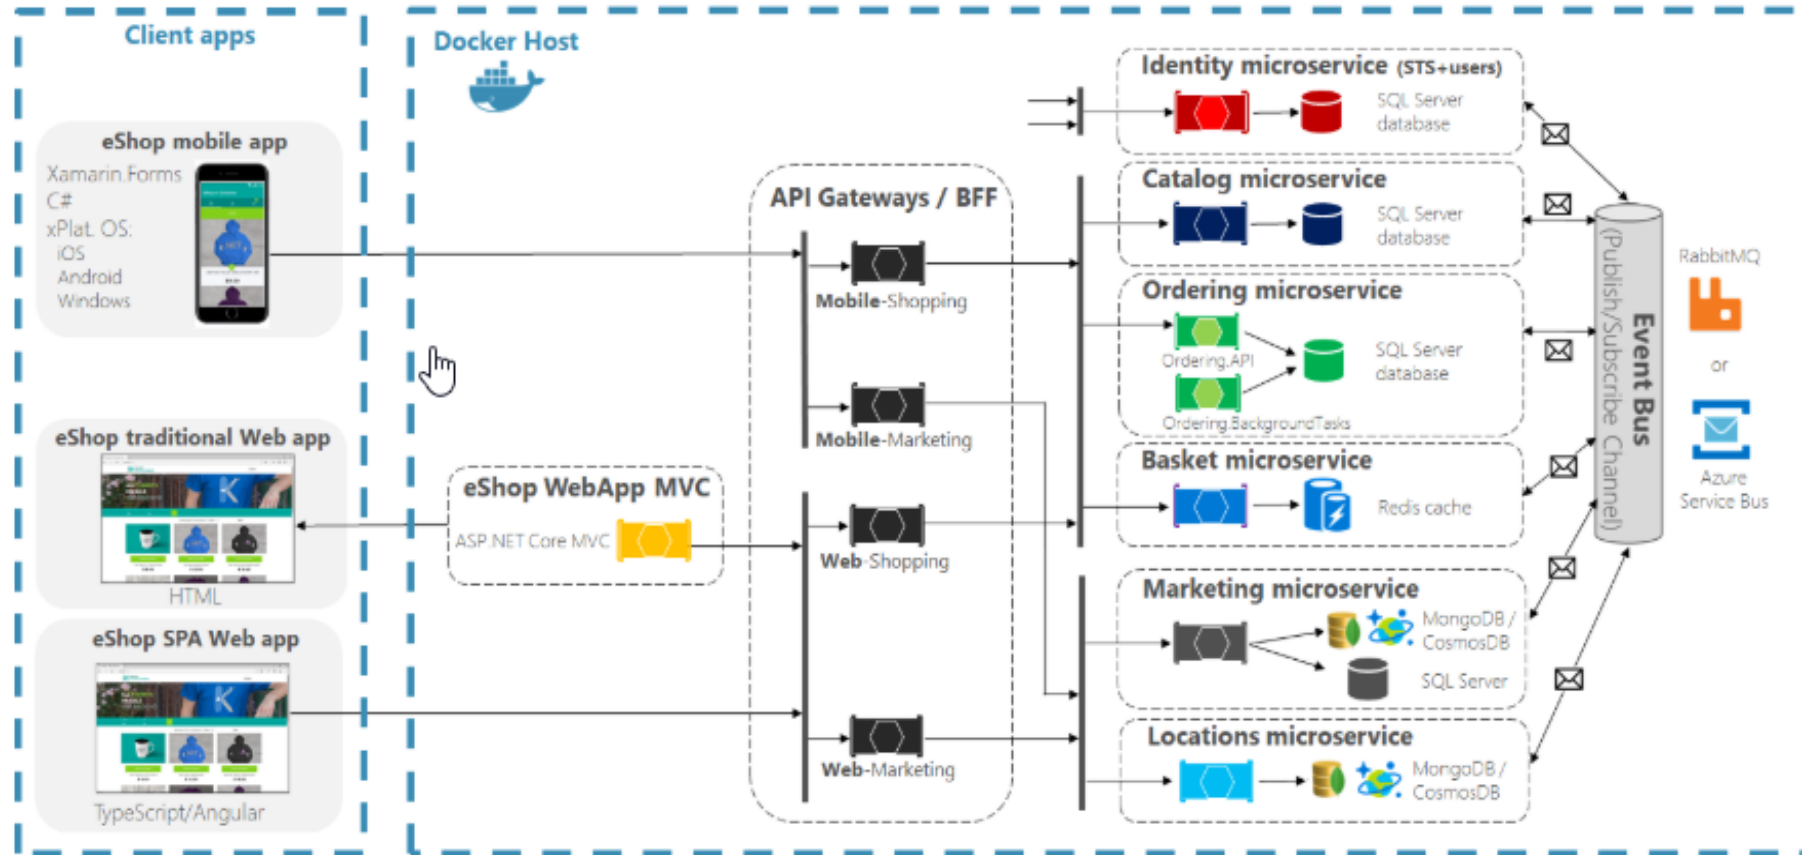 Client apps
eShop mobile app
Xamarin.Forms
C#
xPlat. OS:
iOS
Android
Windows
eShop traditional Web app
HTML
eShop SPA Web app
TypeScript/Angular
Docker Host
eShop WebApp MVC
ASP.NET Core MVC
API Gateways / BFF
Mobile-Shopping
Mobile-Marketing
Web-Shopping
Web-Marketing
Identity microservice (STS+users)
SQL Server
database
Catalog microservice
SQL Server
database
Ordering microservice
Ordering.API
SQL Server
database
Ordering.BackgroundTasks
Basket microservice
Redis cache
Marketing microservice
MongoDB /
CosmosDB
SQL Server
Locations microservice
MongoDB /
CosmosDB
Event Bus
(Publish/Subscribe Channel)
RabbitMQ
or
Azure
Service Bus